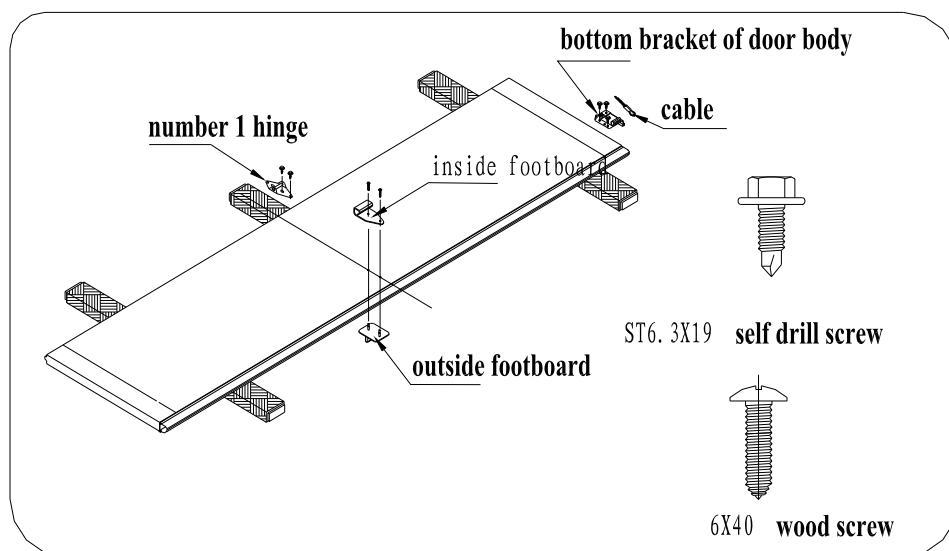 bottom bracket of door body
cable
number 1 hinge
inside footboard
outside footboard
ST6.3X19 self drill screw
6X40 wood screw